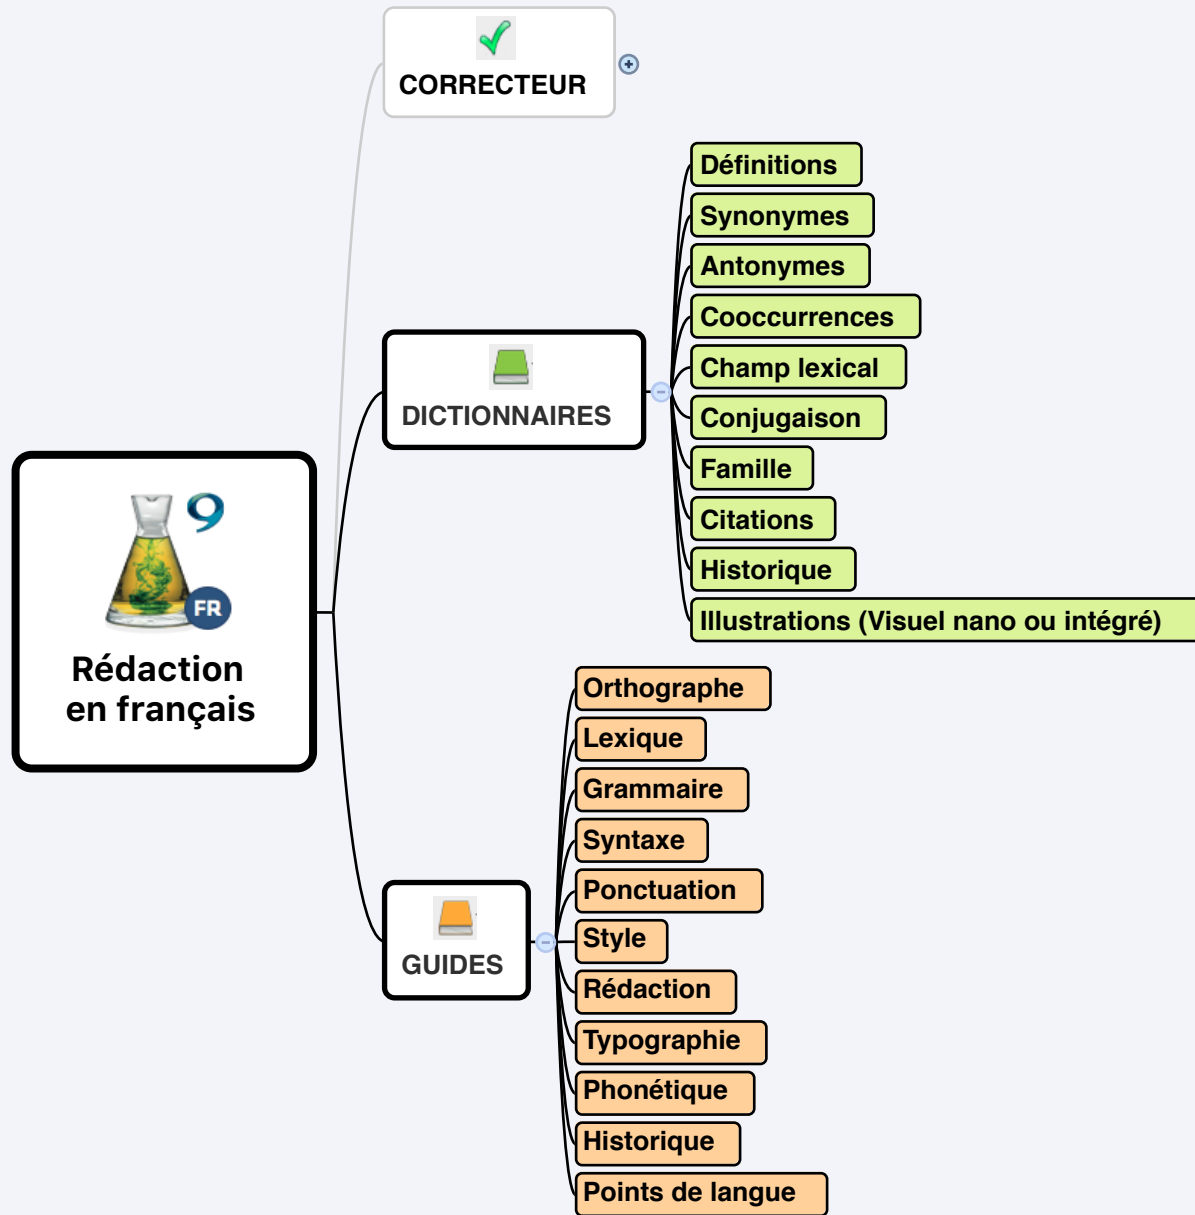 CORRECTEUR
Définitions
Synonymes
Antonymes
Cooccurrences
Champ lexical
DICTIONNAIRES
Conjugaison
Famille
Citations
Historique
Illustrations (Visuel nano ou intégré)
9
FR
Rédaction
en français
Orthographe
Lexique
Grammaire
Syntaxe
Ponctuation
Style
GUIDES
Rédaction
Typographie
Phonétique
Historique
Points de langue